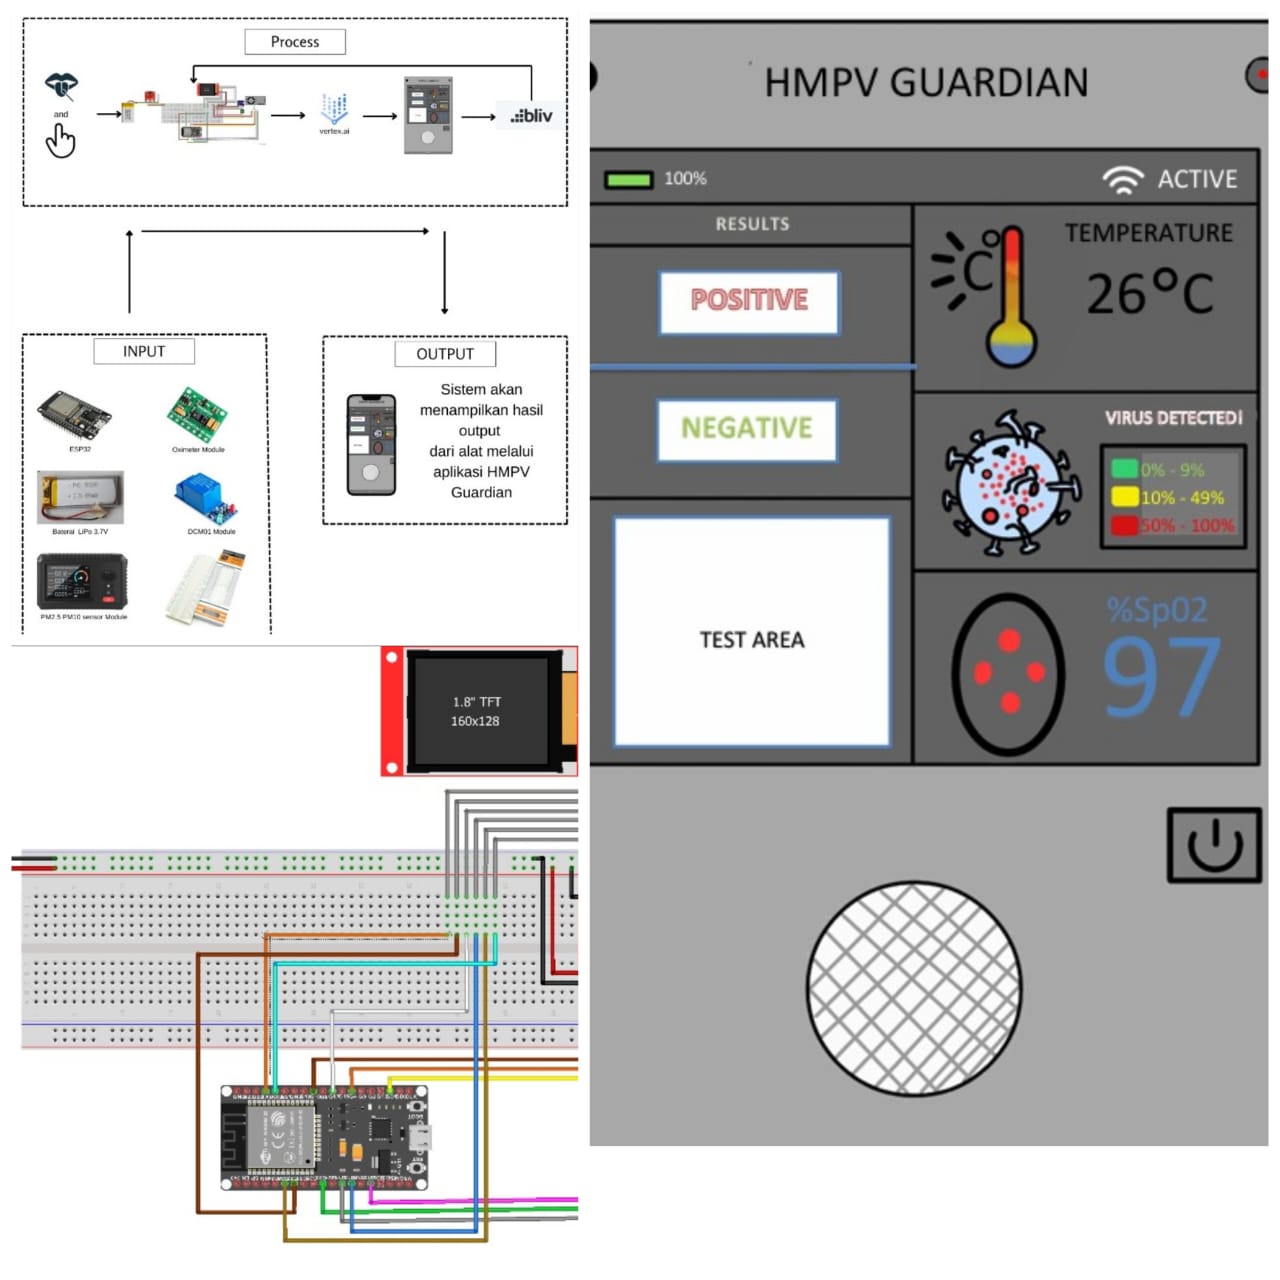 Process
and
vertex.ai
bliv
INPUT
ESP32
Oximeter Module
Baterai LiPo 3.7V
DCM01 Module
PM2.5 PM10 sensor Module
OUTPUT
Sistem akan
menampilkan hasil
output
dari alat melalui
aplikasi HMPV
Guardian
1.8" TFT
160x128
HMPV GUARDIAN
100%
ACTIVE
RESULTS
POSITIVE
NEGATIVE
TEST AREA
°C
TEMPERATURE
26°C
VIRUS DETECTED!
0% - 9%
10% - 49%
50% - 100%
%Sp02
97